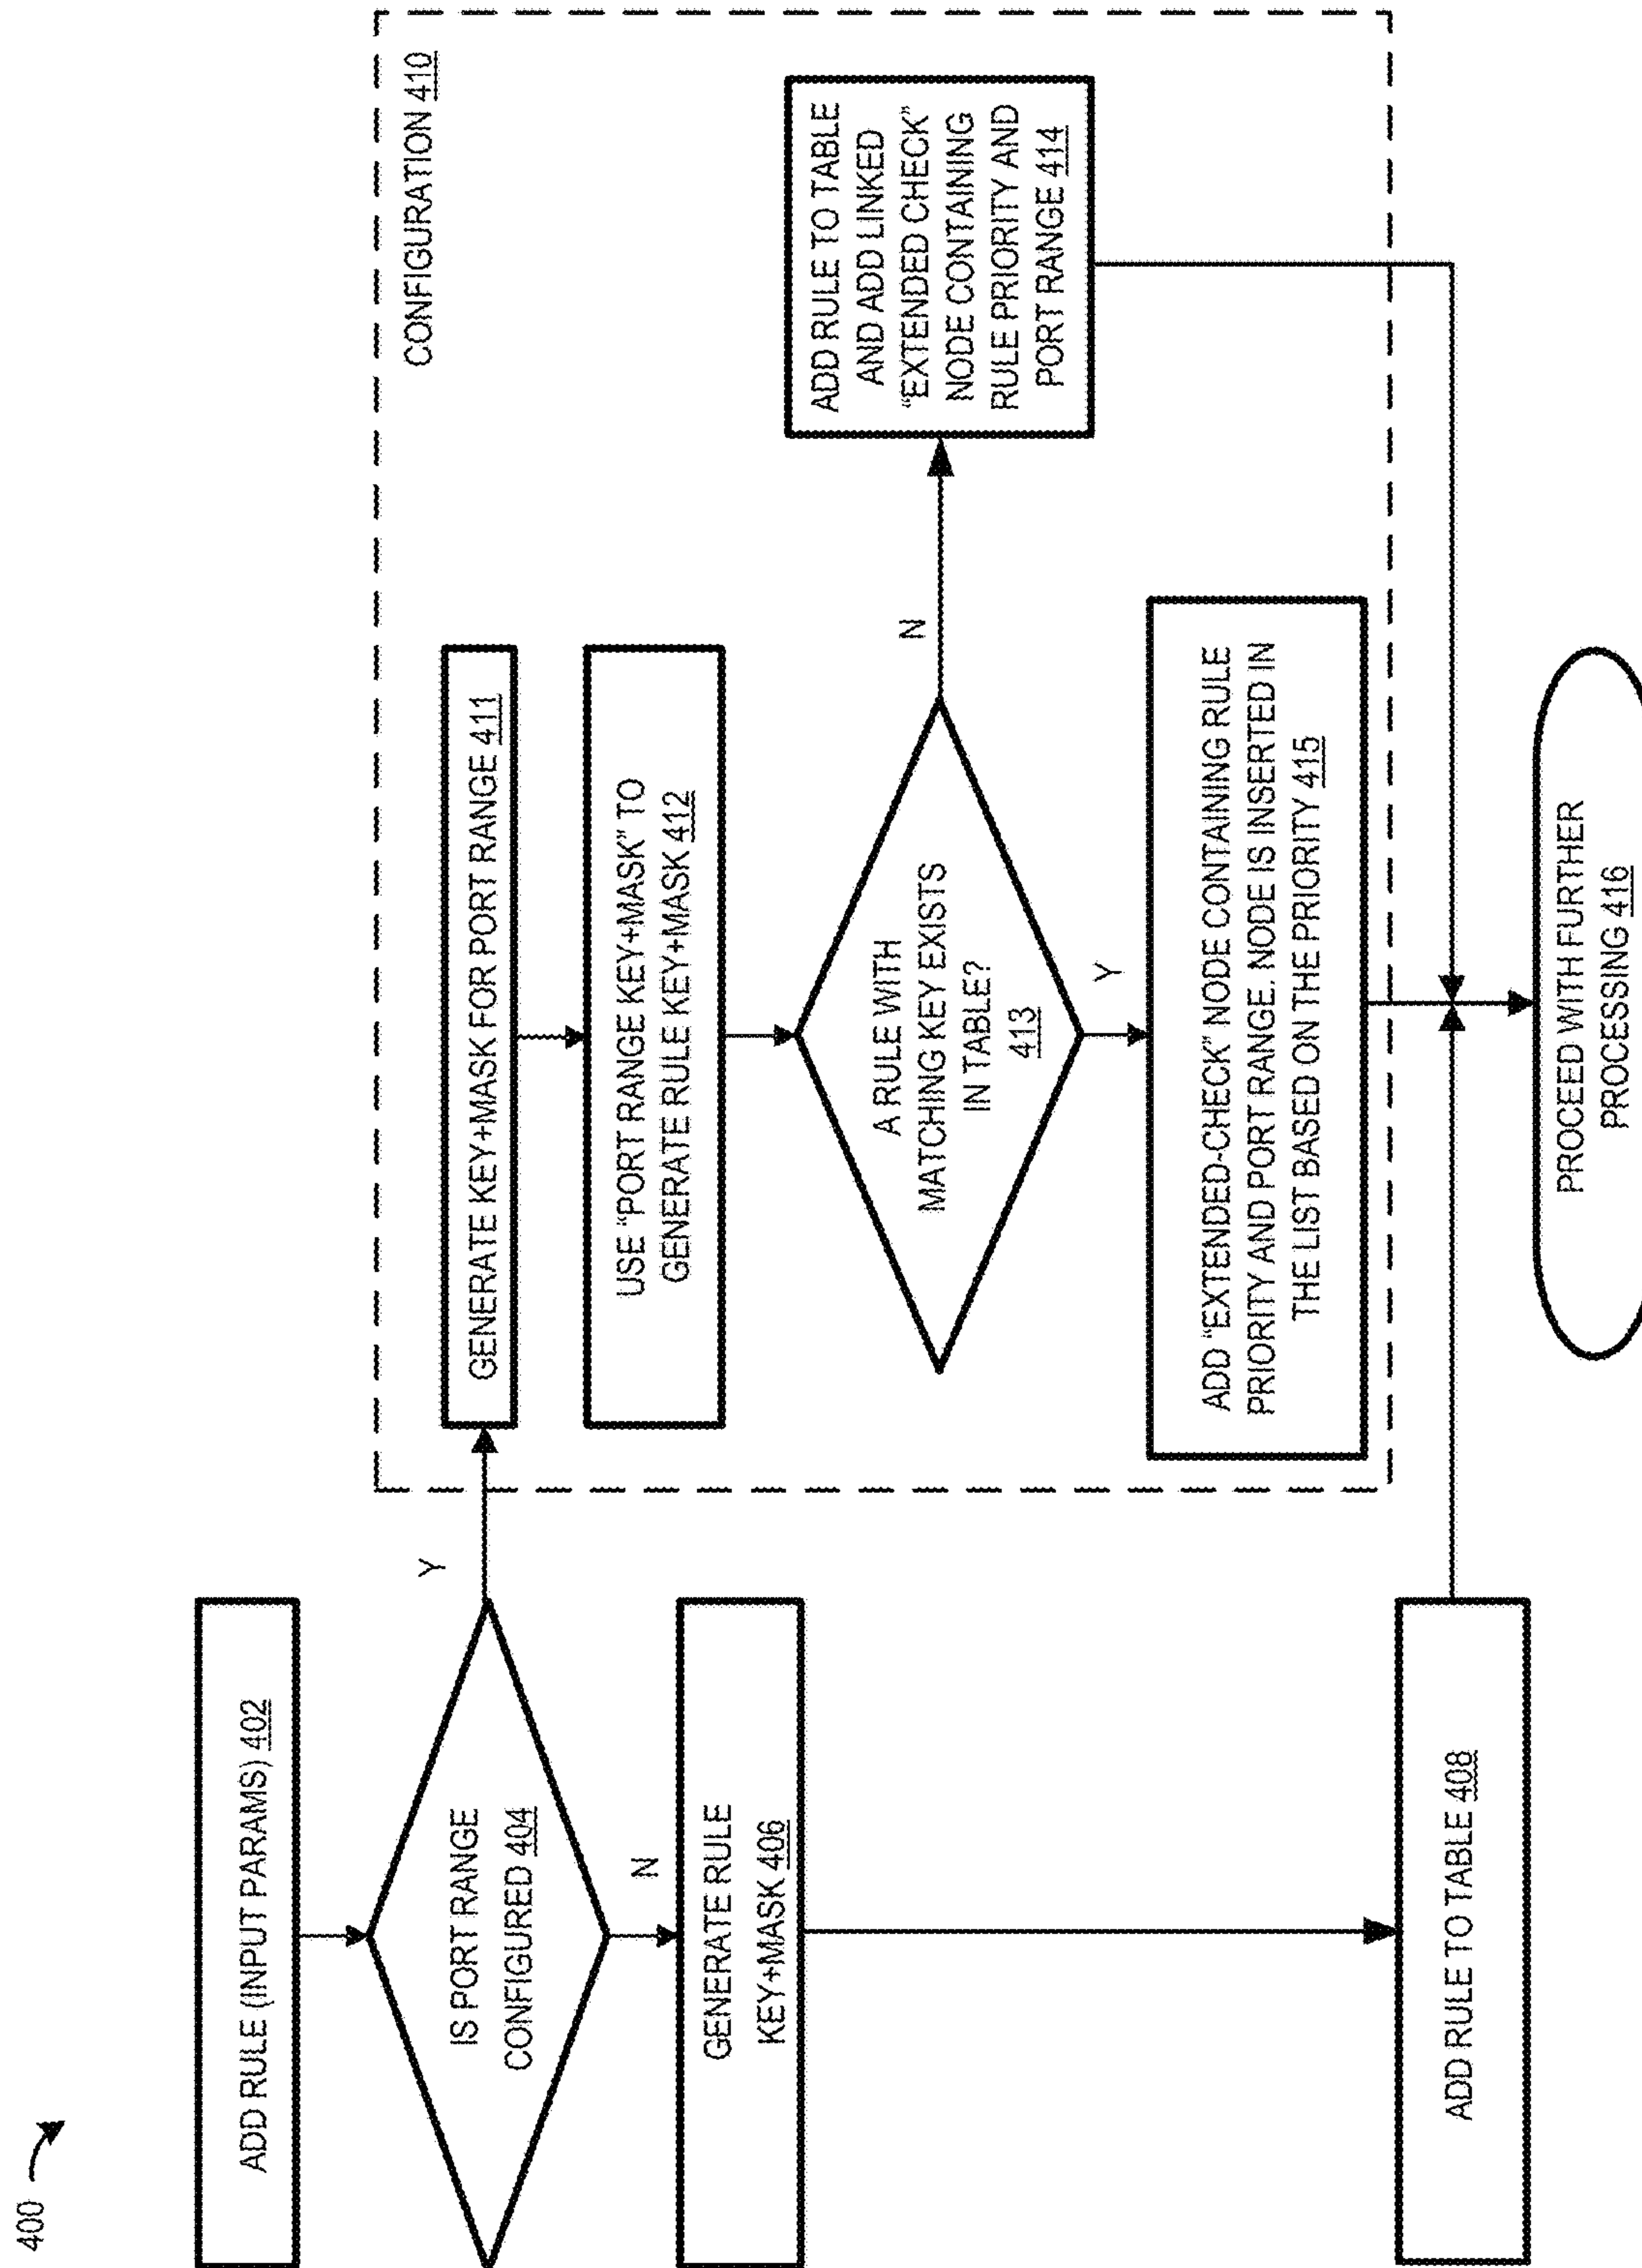 400
ADD RULE (INPUT PARAMS) 402
IS PORT RANGE
CONFIGURED 404
Y
N
GENERATE RULE
KEY+MASK 406
ADD RULE TO TABLE 408
CONFIGURATION 410
GENERATE KEY+MASK FOR PORT RANGE 411
USE "PORT RANGE KEY+MASK" TO
GENERATE RULE KEY+MASK 412
A RULE WITH
MATCHING KEY EXISTS
IN TABLE?
413
N
Y
ADD RULE TO TABLE
AND ADD LINKED
"EXTENDED CHECK"
NODE CONTAINING
RULE PRIORITY AND
PORT RANGE 414
ADD "EXTENDED-CHECK" NODE CONTAINING RULE
PRIORITY AND PORT RANGE. NODE IS INSERTED IN
THE LIST BASED ON THE PRIORITY 415
PROCEED WITH FURTHER
PROCESSING 416